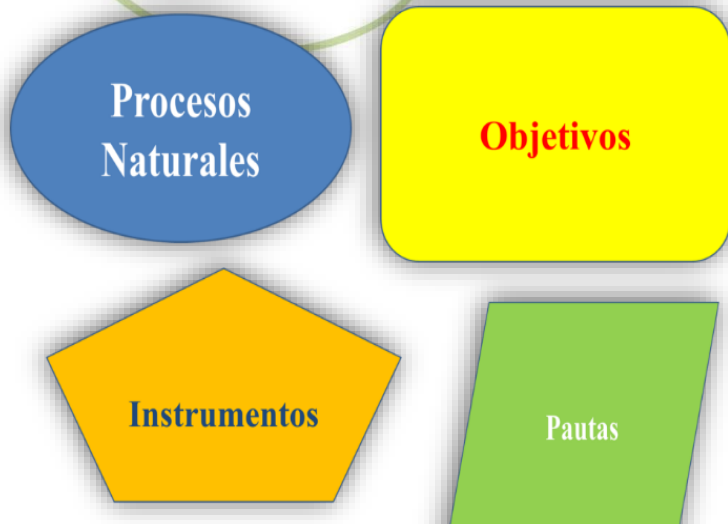 Procesos
Naturales
Objetivos
Instrumentos
Pautas